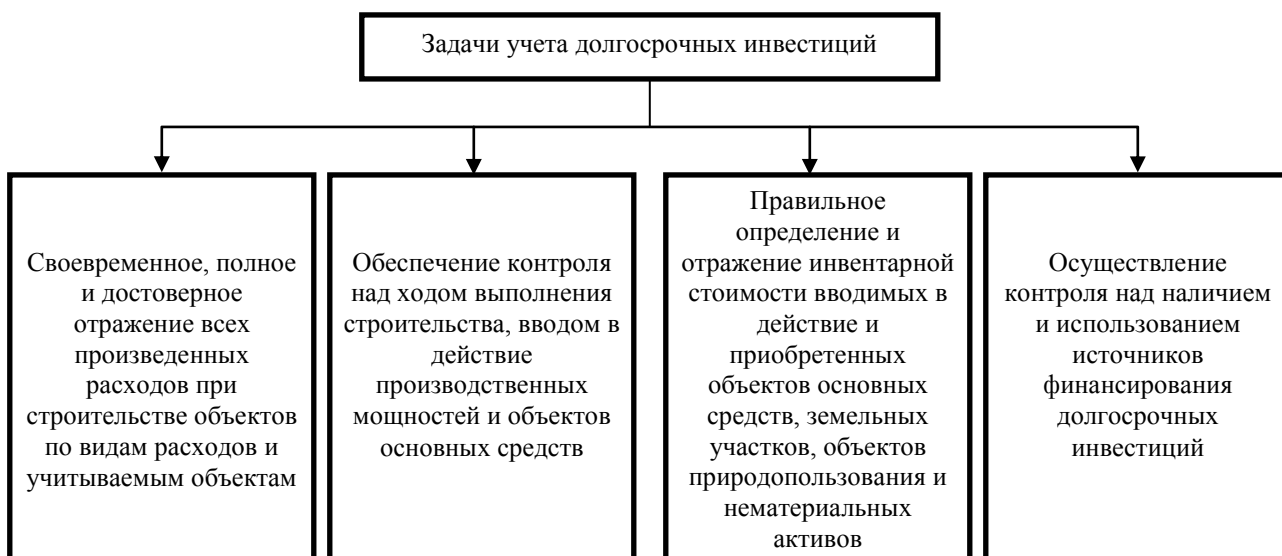 Задачи учета долгосрочных инвестиций
Своевременное, полное
и достоверное
отражение всех
произведенных
расходов при
строительстве объектов
по видам расходов и
учитываемым объектам
Обеспечение контроля
над ходом выполнения
строительства, вводом в
действие
производственных
мощностей и объектов
основных средств
Правильное
определение и
отражение инвентарной
стоимости вводимых в
действие и
приобретенных
объектов основных
средств, земельных
участков, объектов
природопользования и
нематериальных
активов
Осуществление
контроля над наличием
и использованием
источников
финансирования
долгосрочных
инвестиций